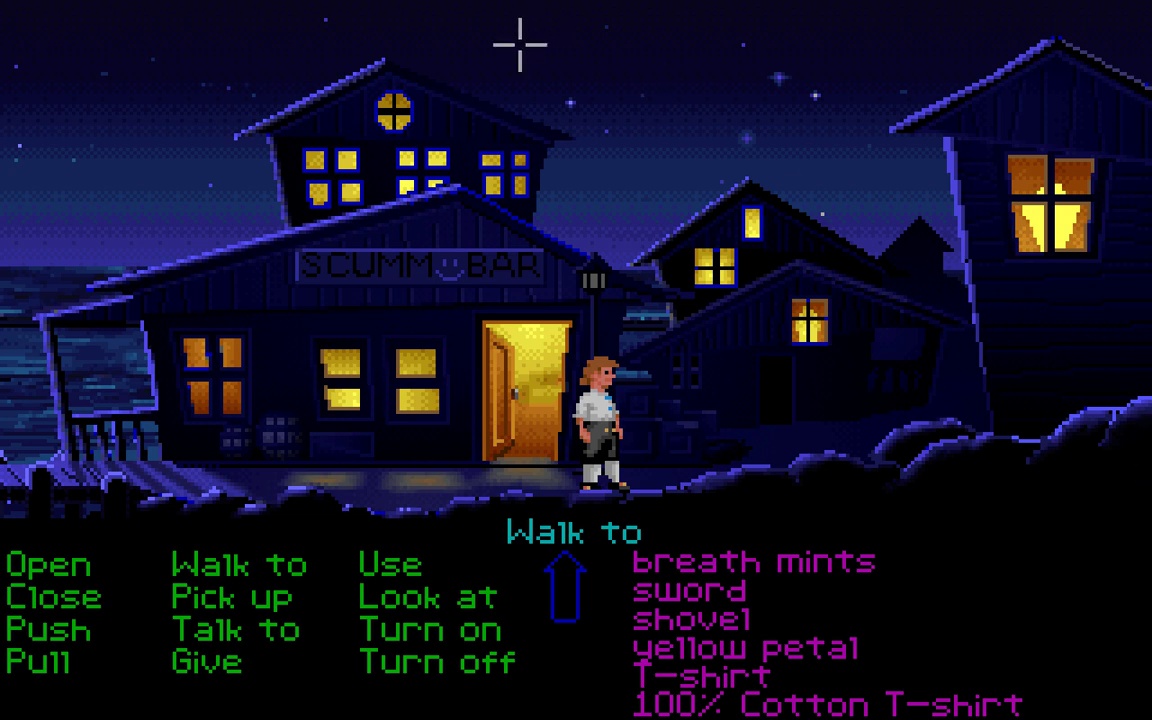 SCUMM BAR
Walk to
Open Walk to Use
Close Pick up Look at
Push Talk to Turn on
Pull Give Turn off
breath mints
sword
shovel
yellow petal
T-shirt
100% Cotton T-shirt